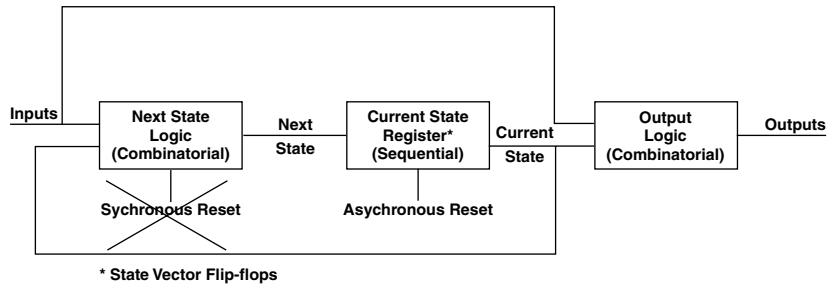 Inputs
Next State
Logic
(Combinatorial)
Next
State
Current State
Register*
(Sequential)
Current
State
Output
Logic
(Combinatorial)
Outputs
Sychronous Reset
Asychronous Reset
* State Vector Flip-flops